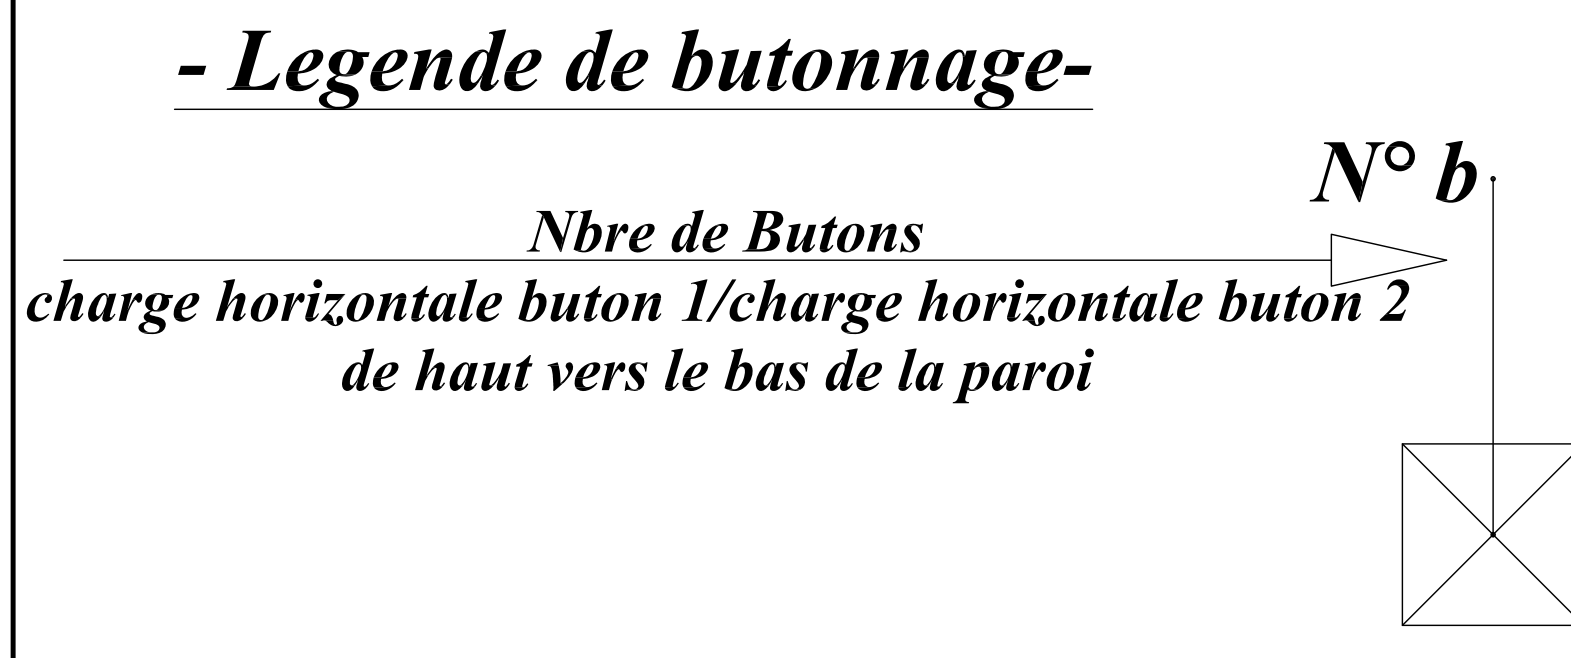 - Legende de butonnage-
N° b
Nbre de Butons
charge horizontale buton 1/charge horizontale buton 2
de haut vers le bas de la paroi